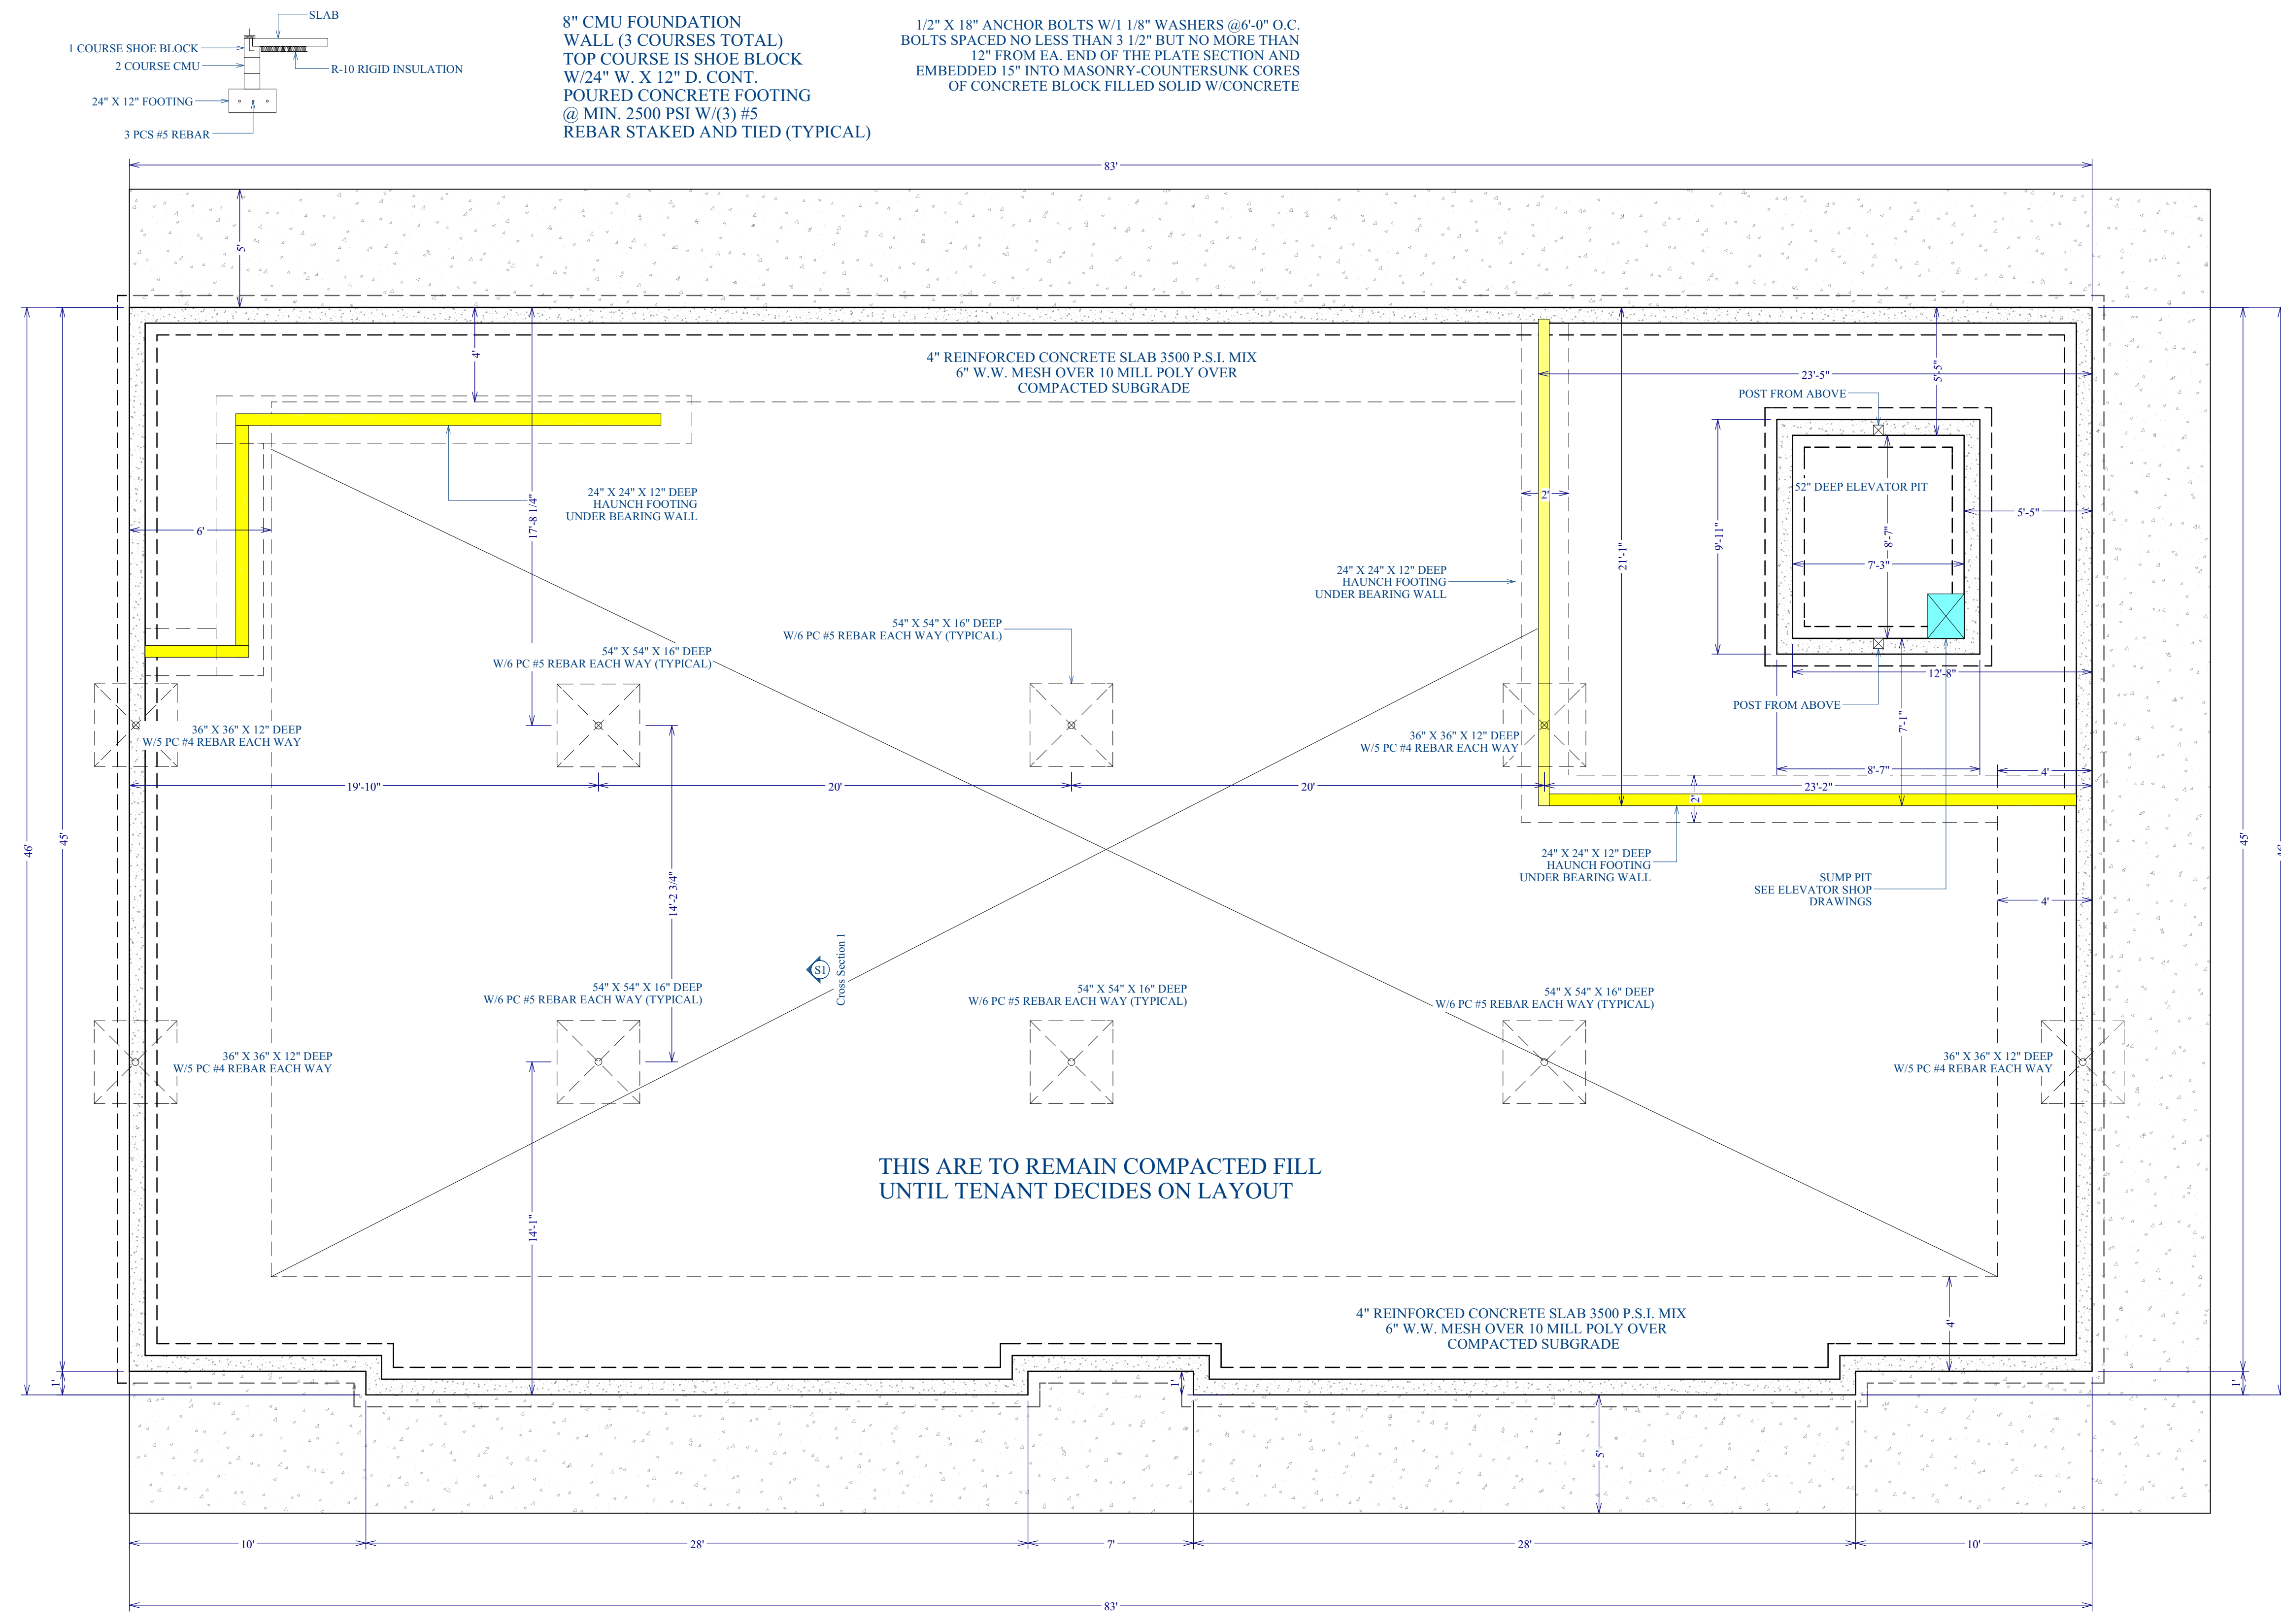 SLAB
1 COURSE SHOE BLOCK
2 COURSE CMU
R-10 RIGID INSULATION
24" X 12" FOOTING
3 PCS #5 REBAR
8" CMU FOUNDATION
WALL (3 COURSES TOTAL)
TOP COURSE IS SHOE BLOCK
W/24" W. X 12" D. CONT.
POURED CONCRETE FOOTING
@ MIN. 2500 PSI W/(3) #5
REBAR STAKED AND TIED (TYPICAL)
1/2" X 18" ANCHOR BOLTS W/1 1/8" WASHERS @6'-0" O.C.
BOLTS SPACED NO LESS THAN 3 1/2" BUT NO MORE THAN
12" FROM EA. END OF THE PLATE SECTION AND
EMBEDDED 15" INTO MASONRY-COUNTERSUNK CORES
OF CONCRETE BLOCK FILLED SOLID W/CONCRETE
83'
5'
4'
4" REINFORCED CONCRETE SLAB 3500 P.S.I. MIX
6" W.W. MESH OVER 10 MILL POLY OVER
COMPACTED SUBGRADE
23'-5"
5'-5"
POST FROM ABOVE
24" X 24" X 12" DEEP
HAUNCH FOOTING
UNDER BEARING WALL
17'-8 1/4"
6'
2'
52" DEEP ELEVATOR PIT
5'-5"
9'-11"
8'-7"
21'-1"
7'-3"
24" X 24" X 12" DEEP
HAUNCH FOOTING
UNDER BEARING WALL
54" X 54" X 16" DEEP
W/6 PC #5 REBAR EACH WAY (TYPICAL)
54" X 54" X 16" DEEP
W/6 PC #5 REBAR EACH WAY (TYPICAL)
12'-8"
POST FROM ABOVE
7'-1"
36" X 36" X 12" DEEP
W/5 PC #4 REBAR EACH WAY
36" X 36" X 12" DEEP
W/5 PC #4 REBAR EACH WAY
8'-7"
4'
19'-10"
20'
20'
23'-2"
2'
46'
45'
45'
14'-2 3/4"
24" X 24" X 12" DEEP
HAUNCH FOOTING
UNDER BEARING WALL
SUMP PIT
SEE ELEVATOR SHOP
DRAWINGS
4'
S1
Cross Section 1
54" X 54" X 16" DEEP
W/6 PC #5 REBAR EACH WAY (TYPICAL)
54" X 54" X 16" DEEP
W/6 PC #5 REBAR EACH WAY (TYPICAL)
54" X 54" X 16" DEEP
W/6 PC #5 REBAR EACH WAY (TYPICAL)
36" X 36" X 12" DEEP
W/5 PC #4 REBAR EACH WAY
36" X 36" X 12" DEEP
W/5 PC #4 REBAR EACH WAY
THIS ARE TO REMAIN COMPACTED FILL
UNTIL TENANT DECIDES ON LAYOUT
14'-1"
4" REINFORCED CONCRETE SLAB 3500 P.S.I. MIX
6" W.W. MESH OVER 10 MILL POLY OVER
COMPACTED SUBGRADE
4'
1'
1'
1'
5'
10'
28'
7'
28'
10'
83'